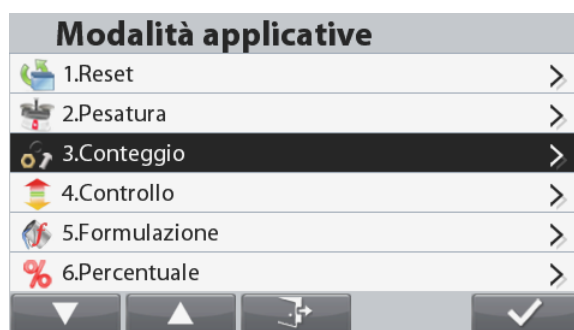 Modalità applicative
1.Reset
2.Pesatura
3.Conteggio
4.Controllo
5.Formulazione
6.Percentuale